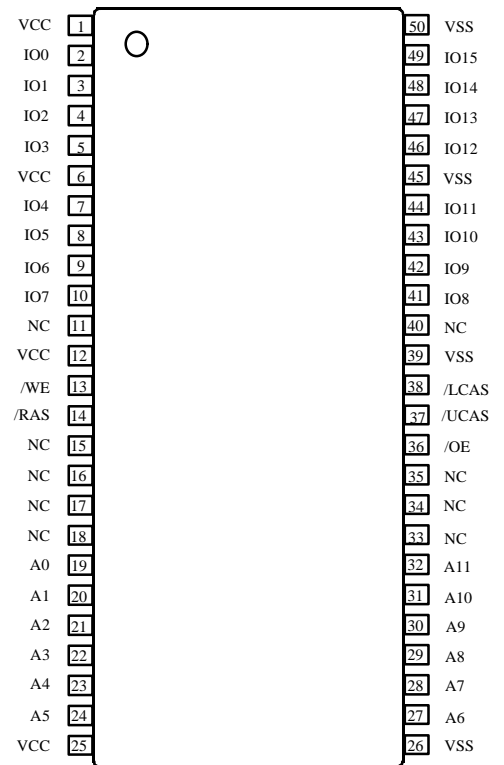 VCC 1 50 VSS
IO0 2 49 IO15
IO1 3 48 IO14
IO2 4 47 IO13
IO3 5 46 IO12
VCC 6 45 VSS
IO4 7 44 IO11
IO5 8 43 IO10
IO6 9 42 IO9
IO7 10 41 IO8
NC 11 40 NC
VCC 12 39 VSS
/WE 13 38 /LCAS
/RAS 14 37 /UCAS
NC 15 36 /OE
NC 16 35 NC
NC 17 34 NC
NC 18 33 NC
A0 19 32 A11
A1 20 31 A10
A2 21 30 A9
A3 22 29 A8
A4 23 28 A7
A5 24 27 A6
VCC 25 26 VSS